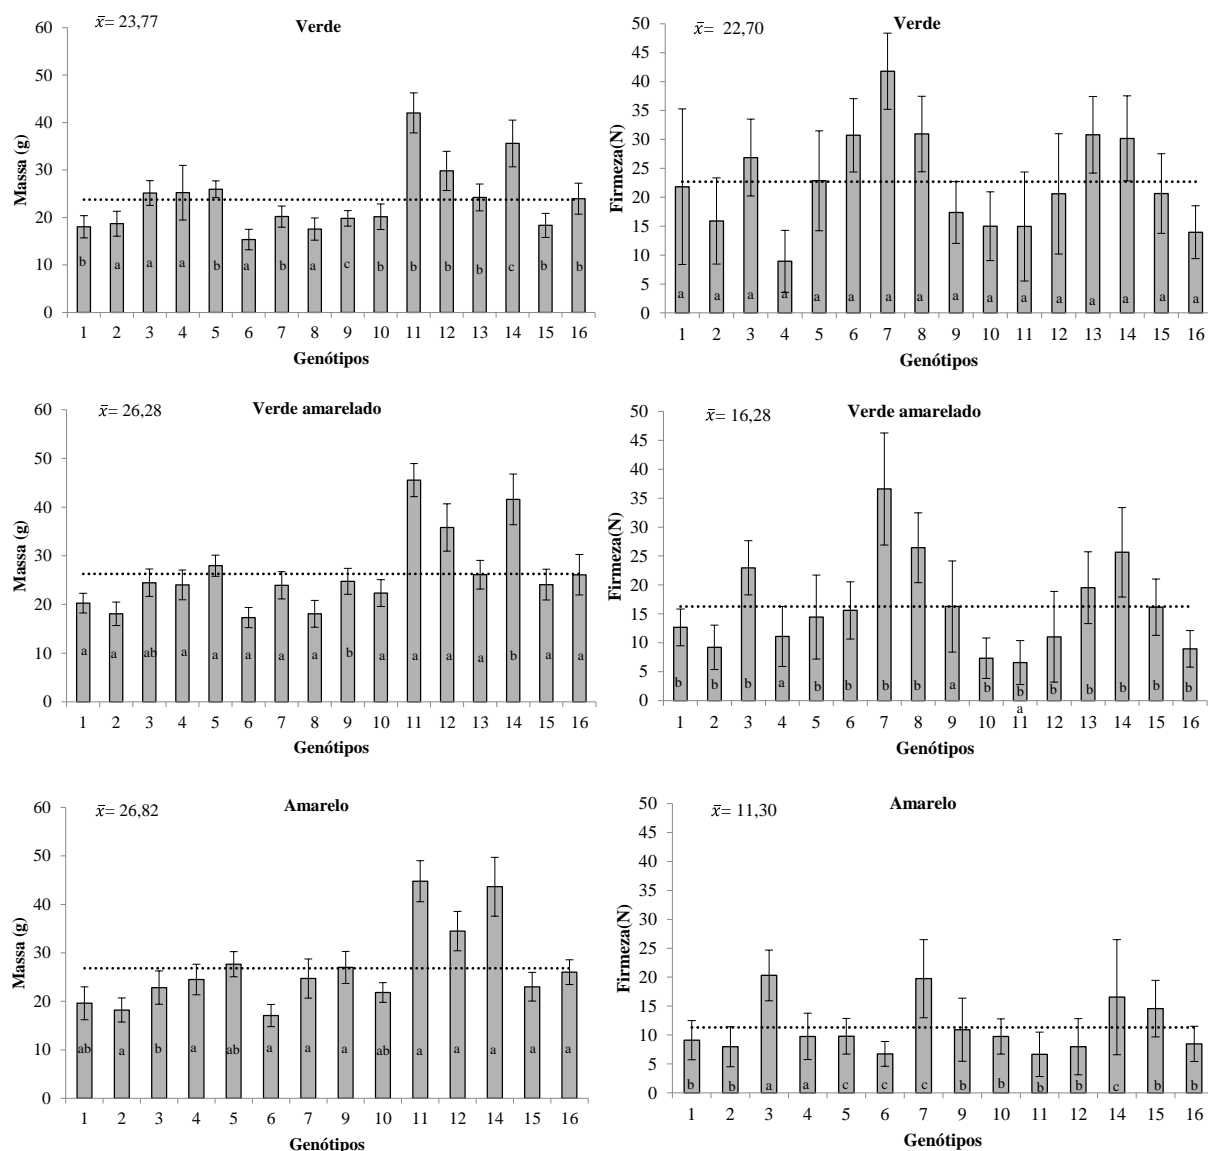 x̄= 23,77
Verde
Massa (g)
60
50
40
30
20
10
0
b a a a b a b a c b b b b c b b
1 2 3 4 5 6 7 8 9 10 11 12 13 14 15 16
Genótipos
x̄= 22,70
Verde
Firmeza(N)
50
45
40
35
30
25
20
15
10
5
0
a a a a a a a a a a a a a a a a
1 2 3 4 5 6 7 8 9 10 11 12 13 14 15 16
Genótipos
x̄= 26,28
Verde amarelado
Massa (g)
60
50
40
30
20
10
0
a a ab a a a a a b a a a a b a a
1 2 3 4 5 6 7 8 9 10 11 12 13 14 15 16
Genótipos
x̄= 16,28
Verde amarelado
Firmeza(N)
50
45
40
35
30
25
20
15
10
5
0
b b b a b b b b a b b b b b b b
a
1 2 3 4 5 6 7 8 9 10 11 12 13 14 15 16
Genótipos
x̄= 26,82
Amarelo
Massa (g)
60
50
40
30
20
10
0
ab a b a ab a a a ab a a a a a
1 2 3 4 5 6 7 9 10 11 12 14 15 16
Genótipos
x̄= 11,30
Amarelo
Firmeza(N)
50
45
40
35
30
25
20
15
10
5
0
b b a a c c c b b b b c b b
1 2 3 4 5 6 7 9 10 11 12 14 15 16
Genótipos